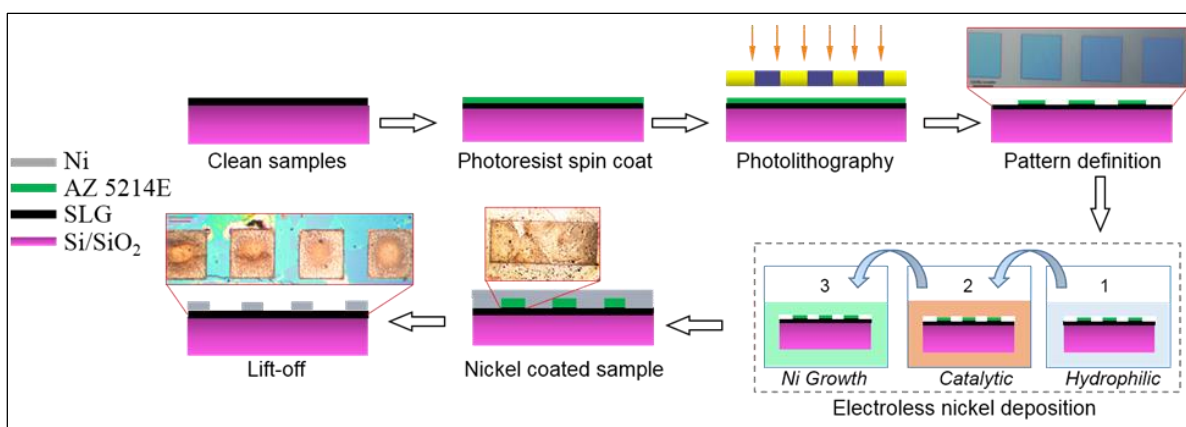 Clean samples
Photoresist spin coat
Photolithography
Pattern definition
Ni
AZ 5214E
SLG
Si/SiO₂
Lift-off
Nickel coated sample
3
2
1
Ni Growth
Catalytic
Hydrophilic
Electroless nickel deposition